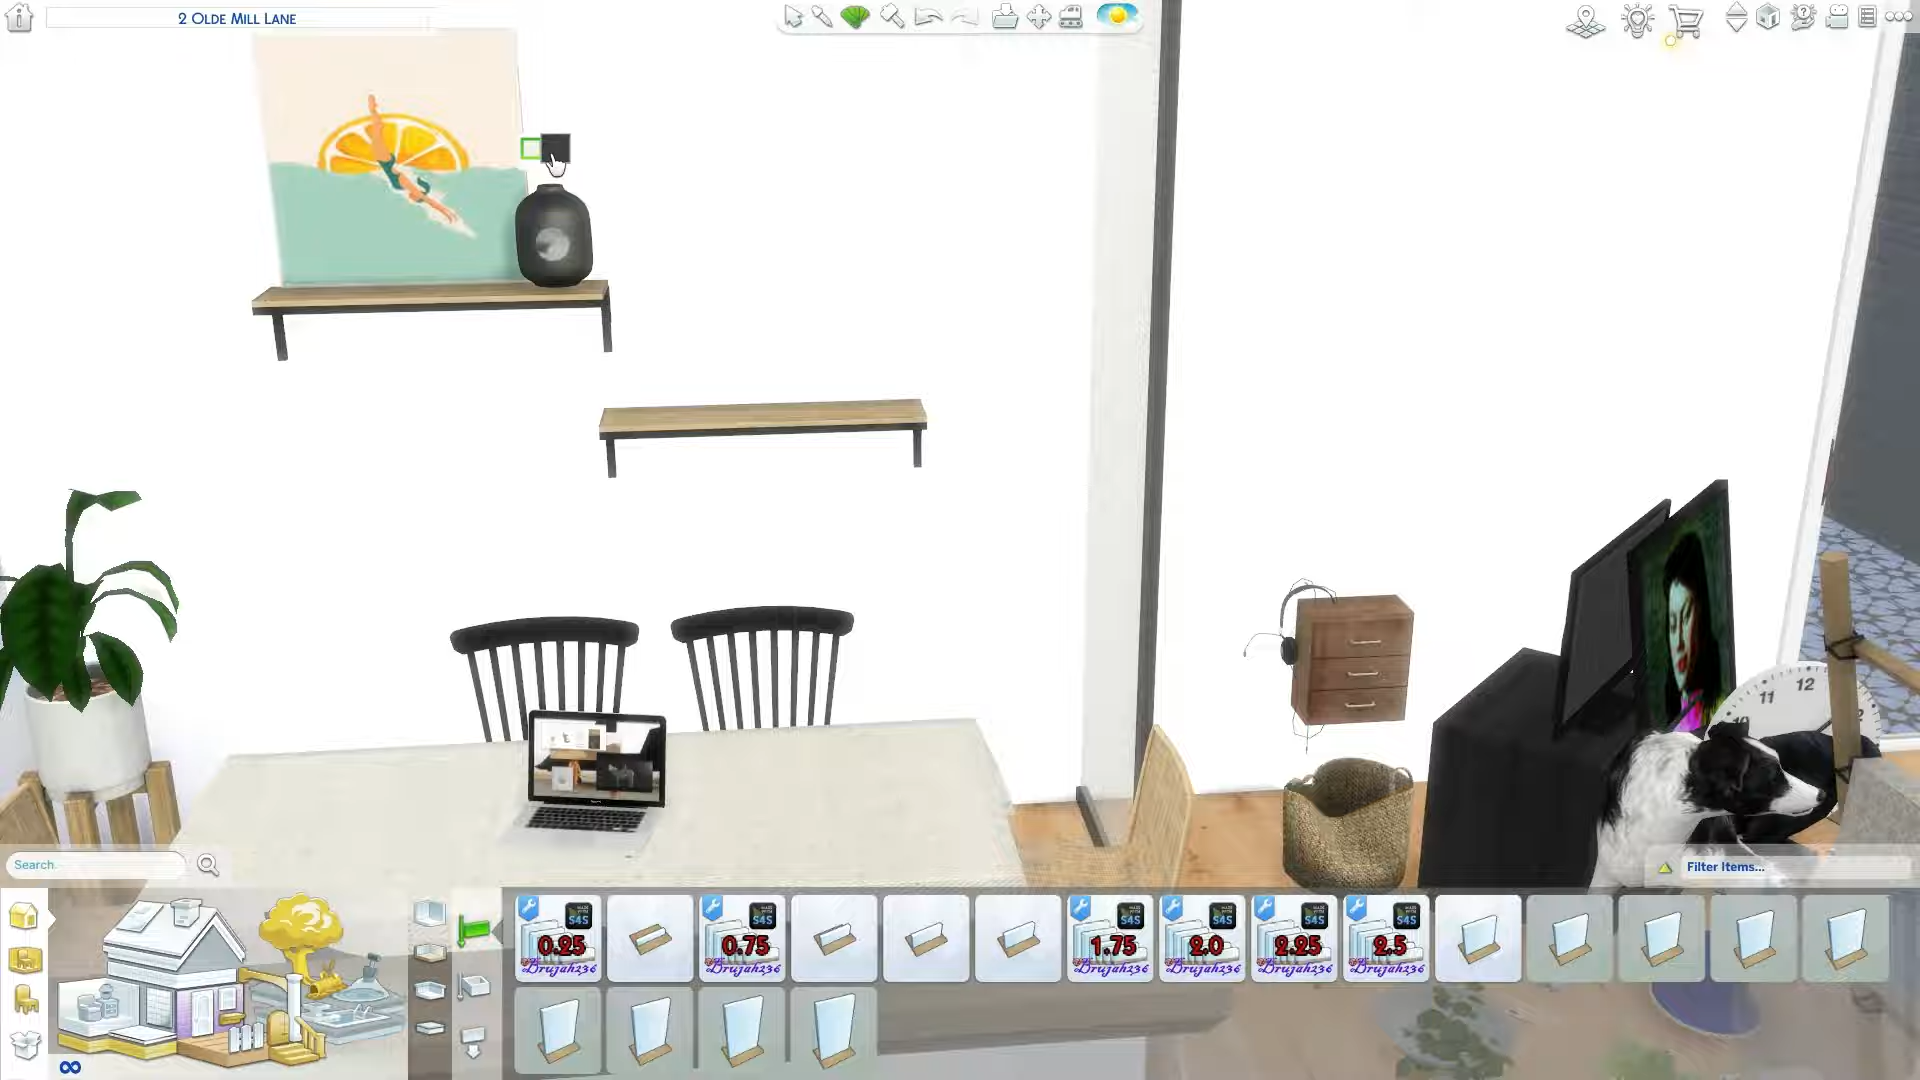 2 OLDE MILL LANE
11
12
Search.
Filter Items...
S4S
0.25
Brujah236
S4S
0.75
Brujah236
S4S
1.75
Brujah236
S4S
2.0
Brujah236
S4S
2.25
Brujah236
S4S
2.5
Brujah236